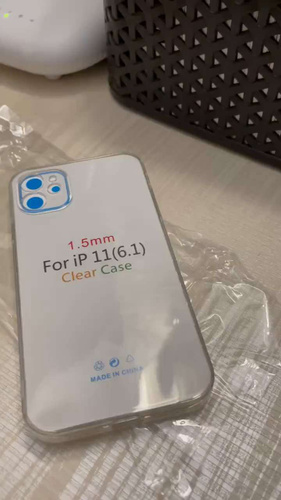 1.5mm
For iP 11(6.1)
Clear Case
MADE IN CHINA